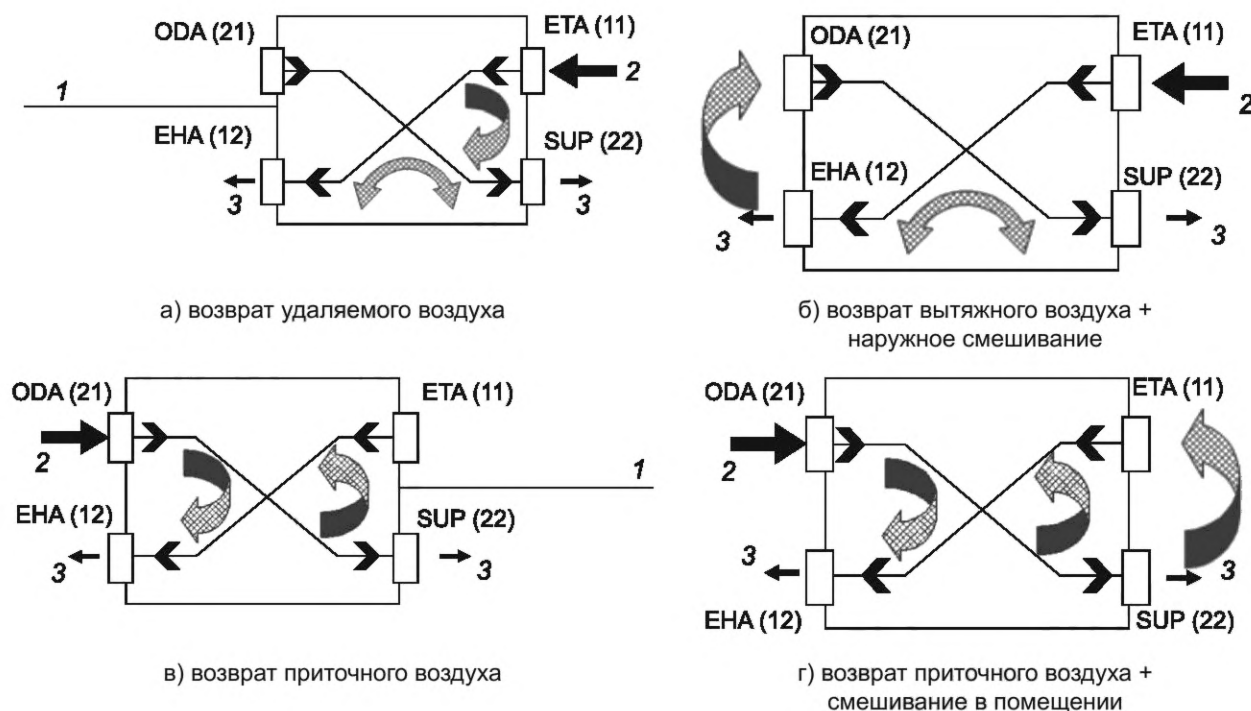 ODA (21)
ETA (11)
1
2
EHA (12)
SUP (22)
3
3
а) возврат удаляемого воздуха
ODA (21)
ETA (11)
2
EHA (12)
SUP (22)
3
3
б) возврат вытяжного воздуха +
наружное смешивание
ODA (21)
ETA (11)
2
1
EHA (12)
SUP (22)
3
3
в) возврат приточного воздуха
ODA (21)
ETA (11)
2
3
3
EHA (12)
SUP (22)
г) возврат приточного воздуха +
смешивание в помещении